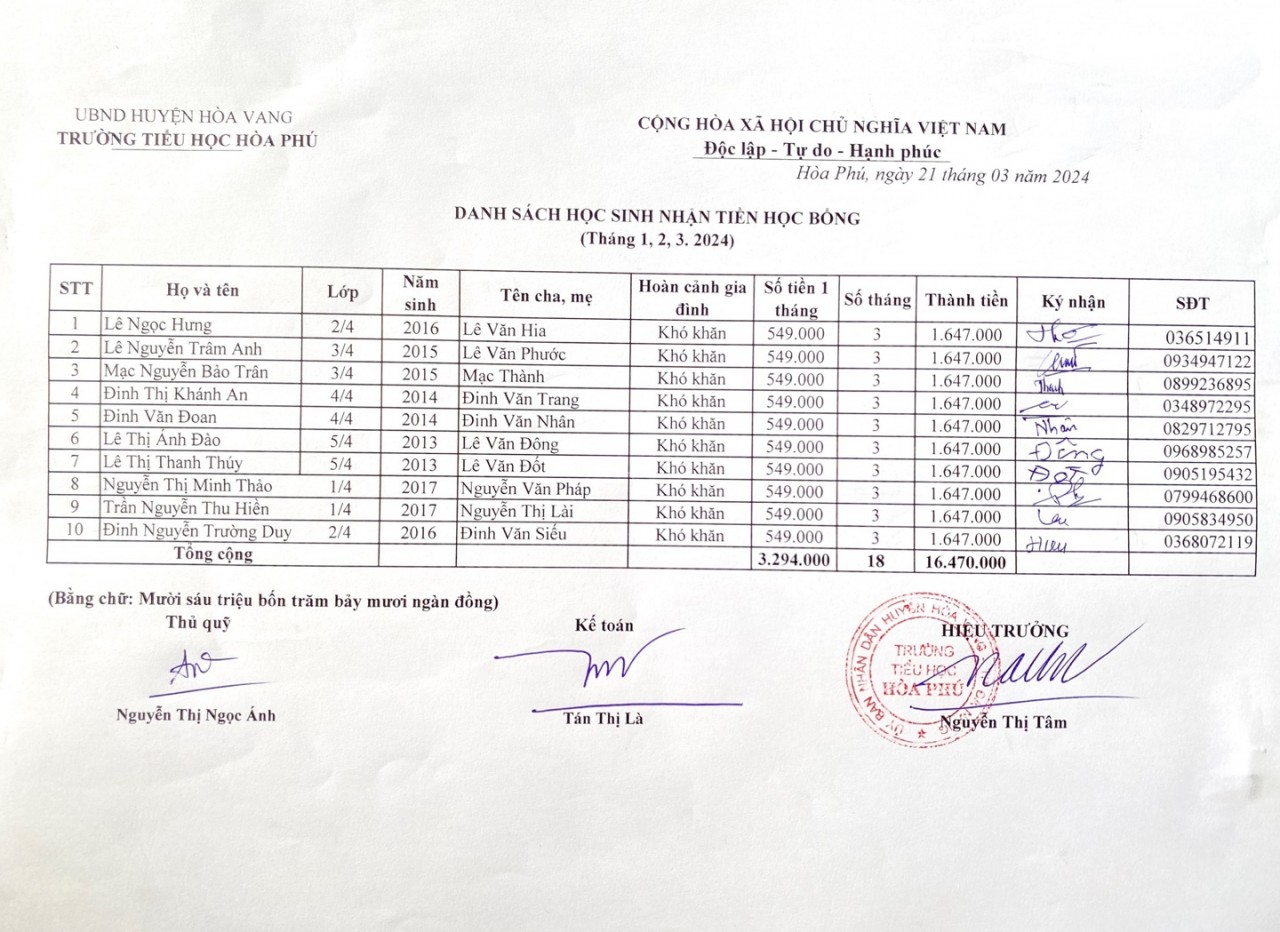 UBND HUYỆN HÒA VANG
TRƯỜNG TIỂU HỌC HÒA PHÚ
CỘNG HÒA XÃ HỘI CHỦ NGHĨA VIỆT NAM
Độc lập - Tự do - Hạnh phúc
Hòa Phú, ngày 21 tháng 03 năm 2024
DANH SÁCH HỌC SINH NHẬN TIỀN HỌC BỔNG
(Tháng 1, 2, 3. 2024)
STT Họ và tên Lớp Năm sinh Tên cha, mẹ Hoàn cảnh gia đình Số tiền 1 tháng Số tháng Thành tiền Ký nhận SĐT
1 Lê Ngọc Hưng 2/4 2016 Lê Văn Hia Khó khăn 549.000 3 1.647.000 036514911
2 Lê Nguyễn Trâm Anh 3/4 2015 Lê Văn Phước Khó khăn 549.000 3 1.647.000 0934947122
3 Mạc Nguyễn Bảo Trân 3/4 2015 Mạc Thành Khó khăn 549.000 3 1.647.000 0899236895
4 Đinh Thị Khánh An 4/4 2014 Đinh Văn Trang Khó khăn 549.000 3 1.647.000 0348972295
5 Đinh Văn Đoan 4/4 2014 Đinh Văn Nhân Khó khăn 549.000 3 1.647.000 Nhân 0829712795
6 Lê Thị Ánh Đào 5/4 2013 Lê Văn Đông Khó khăn 549.000 3 1.647.000 Đông 0968985257
7 Lê Thị Thanh Thúy 5/4 2013 Lê Văn Đốt Khó khăn 549.000 3 1.647.000 Đốt 0905195432
8 Nguyễn Thị Minh Thảo 1/4 2017 Nguyễn Văn Pháp Khó khăn 549.000 3 1.647.000 0799468600
9 Trần Nguyễn Thu Hiền 1/4 2017 Nguyễn Thị Lài Khó khăn 549.000 3 1.647.000 0905834950
10 Đinh Nguyễn Trường Duy 2/4 2016 Đinh Văn Siếu Khó khăn 549.000 3 1.647.000 0368072119
Tổng cộng 3.294.000 18 16.470.000
(Bằng chữ: Mười sáu triệu bốn trăm bảy mươi ngàn đồng)
Thủ quỹ Kế toán HIỆU TRƯỞNG
TRƯỜNG
TIỂU HỌC
HÒA PHÚ
ỦY BAN NHÂN DÂN HUYỆN HÒA
Nguyễn Thị Ngọc Ánh Tán Thị Là Nguyễn Thị Tâm